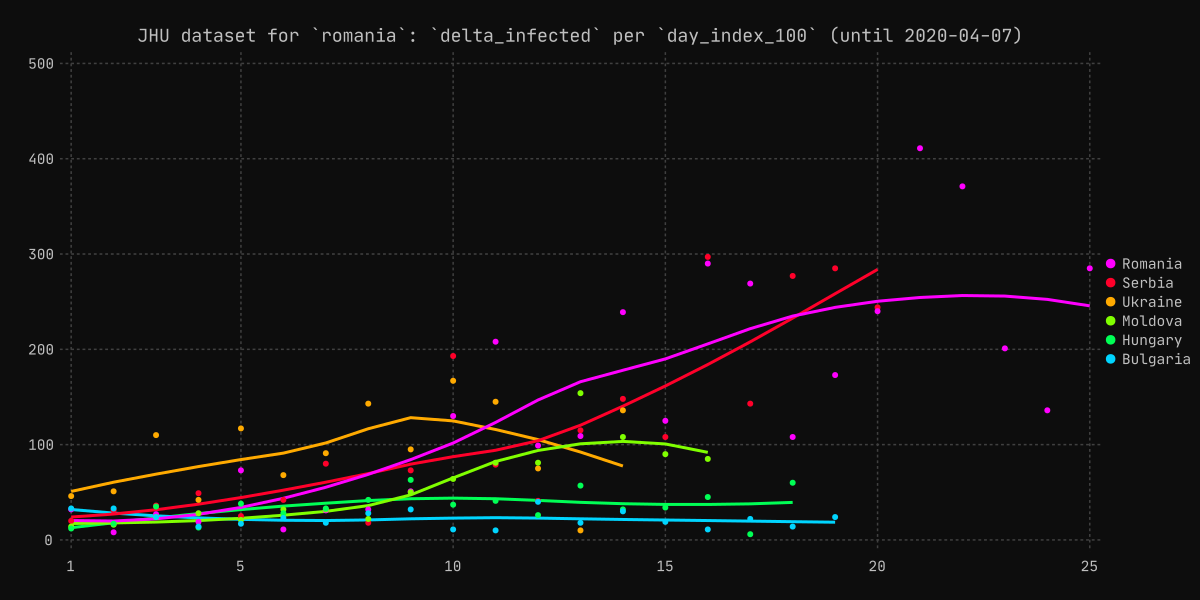 JHU dataset for `romania`: `delta_infected` per `day_index_100` (until 2020-04-07)
500
400
300
200
100
0
1 5 10 15 20 25
Romania
Serbia
Ukraine
Moldova
Hungary
Bulgaria